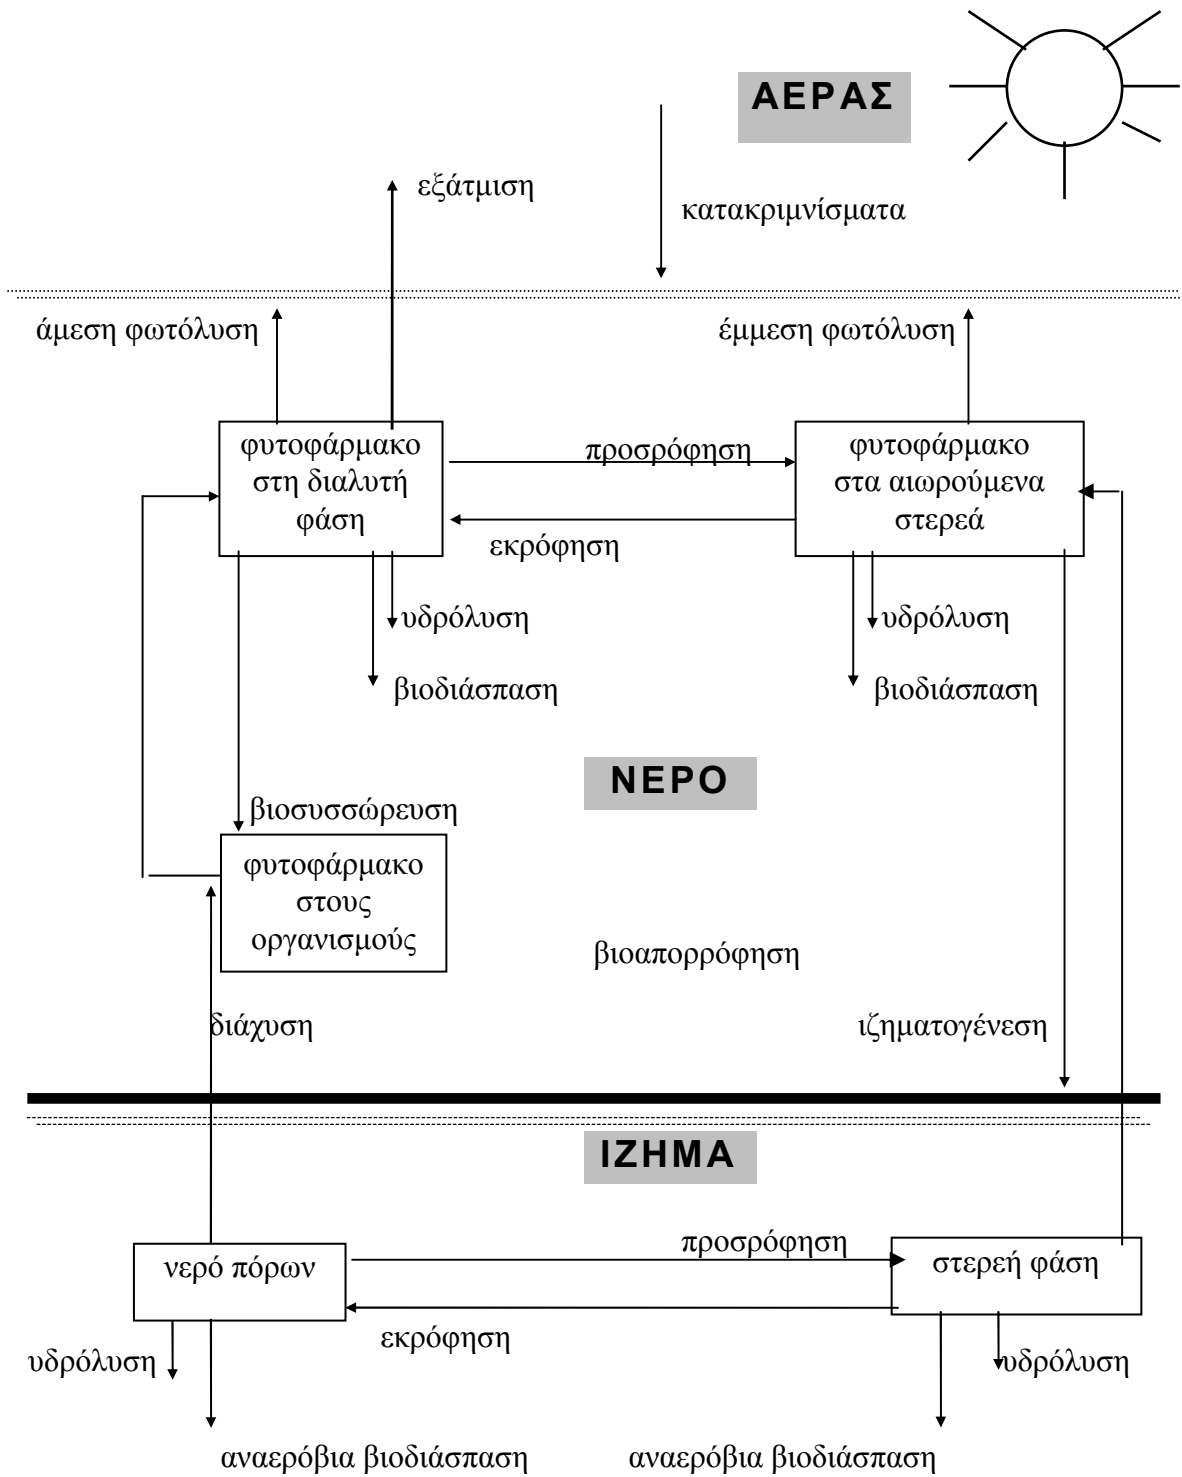 ΑΕΡΑΣ
εξάτμιση
κατακριμνίσματα
άμεση φωτόλυση
έμμεση φωτόλυση
φυτοφάρμακο
στη διαλυτή
φάση
προσρόφηση
εκρόφηση
φυτοφάρμακο
στα αιωρούμενα
στερεά
υδρόλυση
βιοδιάσπαση
υδρόλυση
βιοδιάσπαση
ΝΕΡΟ
βιοσυσσώρευση
φυτοφάρμακο
στους
οργανισμούς
βιοαπορρόφηση
διάχυση
ιζηματογένεση
ΙΖΗΜΑ
νερό πόρων
προσρόφηση
εκρόφηση
στερεή φάση
υδρόλυση
υδρόλυση
αναερόβια βιοδιάσπαση
αναερόβια βιοδιάσπαση